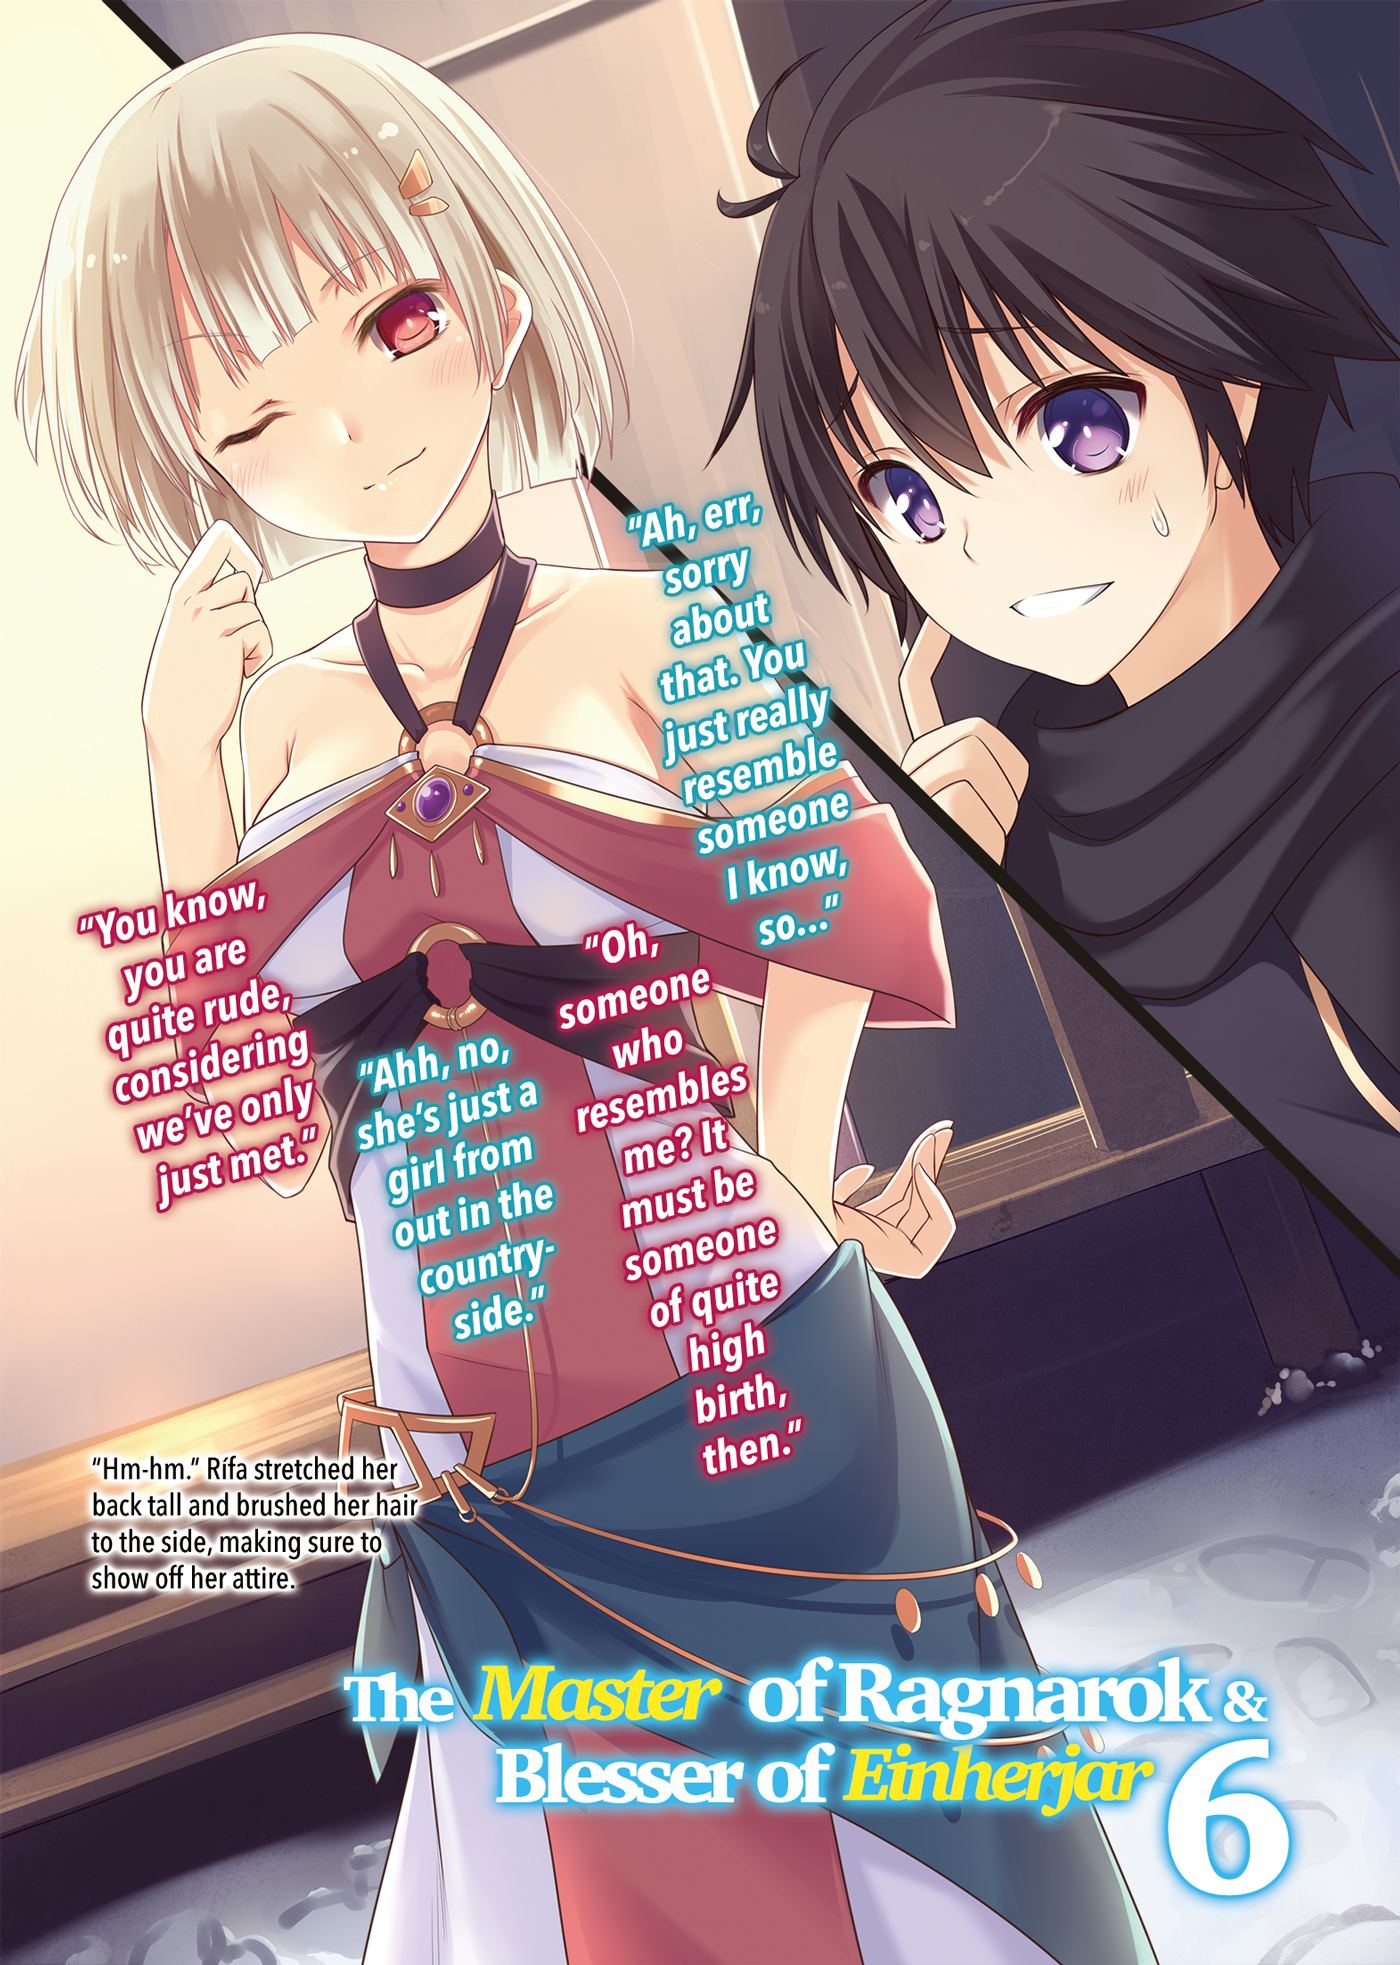 “You know,
you are
quite rude,
considering
we’ve only
just met.”
“Ah, err,
sorry
about
that. You
just really
resemble
someone
I know,
so...”
“Oh,
someone
who
resembles
me? It
must be
someone
of quite
high
birth,
then.”
“Ahh, no,
she’s just a
girl from
out in the
country-
side.”
“Hm-hm.” Rífa stretched her
back tall and brushed her hair
to the side, making sure to
show off her attire.
The Master of Ragnarok &
Blesser of Einherjar 6